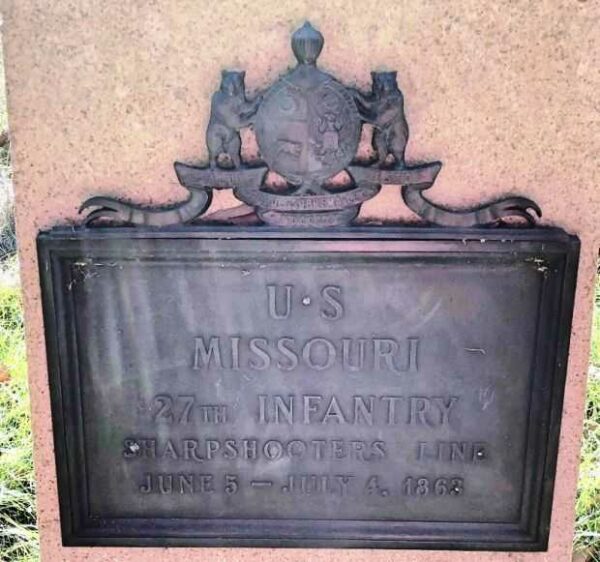 U·S
MISSOURI
27TH INFANTRY
SHARPSHOOTERS LINE
JUNE 5 — JULY 4, 1863